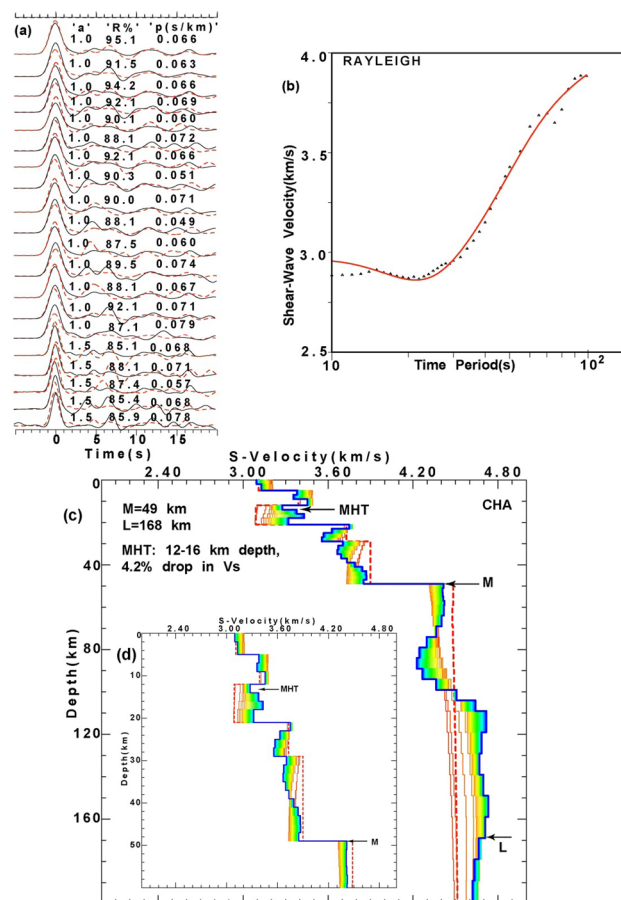 (a) 'a' 'R%' 'p(s/km)'
1.0 95.1 0.066
1.0 91.5 0.063
1.0 94.2 0.066
1.0 92.1 0.069
1.0 90.1 0.060
1.0 88.1 0.072
1.0 92.1 0.066
1.0 90.3 0.051
1.0 90.0 0.071
1.0 88.1 0.049
1.0 87.5 0.060
1.0 89.5 0.074
1.0 88.1 0.067
1.0 92.1 0.071
1.0 87.1 0.079
1.5 85.1 0.068
1.5 88.1 0.071
1.5 87.4 0.057
1.5 85.4 0.068
1.5 85.9 0.078
0 5 10 15
Time(s)
RAYLEIGH
(b)
4.0
3.5
3.0
2.5
Shear-Wave Velocity(km/s)
10 10²
Time Period(s)
S-Velocity(km/s)
2.40 3.00 3.60 4.20 4.80
(c)
M=49 km
L=168 km
MHT: 12-16 km depth,
4.2% drop in Vs
MHT
CHA
M
L
0
40
80
120
160
Depth(km)
(d)
S-Velocity(km/s)
2.40 3.00 3.60 4.20 4.80
0
10
20
30
40
50
Depth(km)
MHT
M